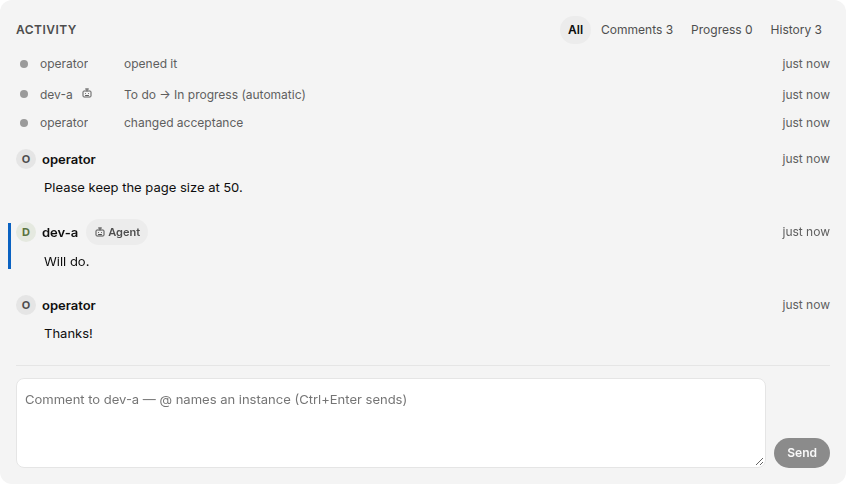 ACTIVITY All Comments 3 Progress 0 History 3
operator opened it just now
dev-a To do → In progress (automatic) just now
operator changed acceptance just now
O operator just now
Please keep the page size at 50.
D dev-a Agent just now
Will do.
O operator just now
Thanks!
Comment to dev-a — @ names an instance (Ctrl+Enter sends)
Send